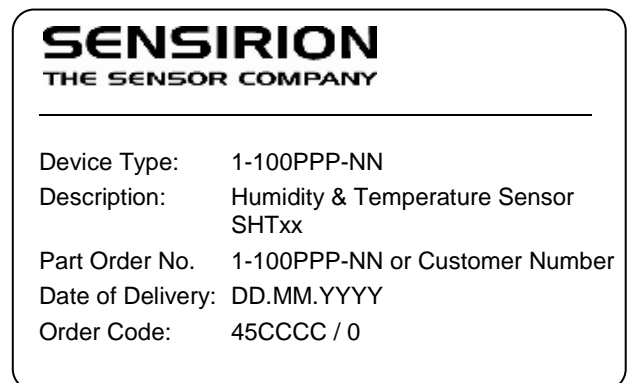 SENSIRION
THE SENSOR COMPANY
Device Type: 1-100PPP-NN
Description: Humidity & Temperature Sensor
SHTxx
Part Order No. 1-100PPP-NN or Customer Number
Date of Delivery: DD.MM.YYYY
Order Code: 45CCCC / 0